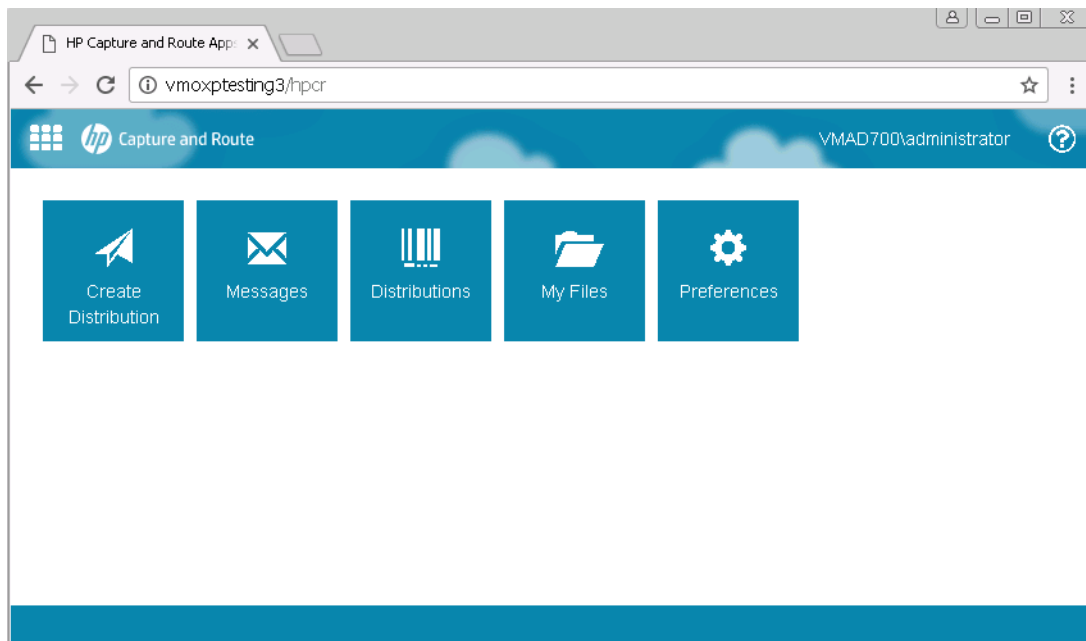 HP Capture and Route App
vmoxptesting3/hpcr
hp Capture and Route
VMAD700\administrator
Create
Distribution
Messages
Distributions
My Files
Preferences